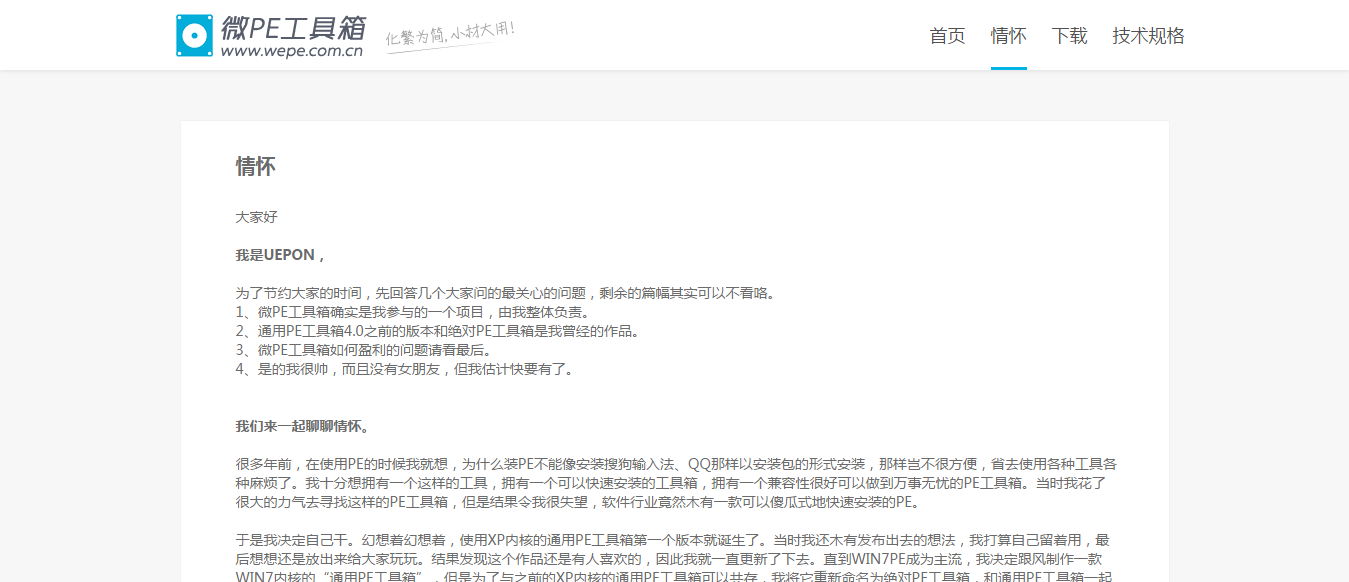 微PE工具箱
www.wepe.com.cn
化繁为简,小材大用!
首页 情怀 下载 技术规格
情怀
大家好
我是UEPON，
为了节约大家的时间，先回答几个大家问的最关心的问题，剩余的篇幅其实可以不看咯。
1、微PE工具箱确实是我参与的一个项目，由我整体负责。
2、通用PE工具箱4.0之前的版本和绝对PE工具箱是我曾经的作品。
3、微PE工具箱如何盈利的问题请看最后。
4、是的我很帅，而且没有女朋友，但我估计快要有了。
我们来一起聊聊情怀。
很多年前，在使用PE的时候我就想，为什么装PE不能像安装搜狗输入法、QQ那样以安装包的形式安装，那样岂不很方便，省去使用各种工具各
种麻烦了。我十分想拥有一个这样的工具，拥有一个可以快速安装的工具箱，拥有一个兼容性很好可以做到万事无忧的PE工具箱。当时我花了
很大的力气去寻找这样的PE工具箱，但是结果令我很失望，软件行业竟然木有一款可以傻瓜式地快速安装的PE。
于是我决定自己干。幻想着幻想着，使用XP内核的通用PE工具箱第一个版本就诞生了。当时我还木有发布出去的想法，我打算自己留着用，最
后想想还是放出来给大家玩玩。结果发现这个作品还是有人喜欢的，因此我就一直更新了下去。直到WIN7PE成为主流，我决定跟风制作一款
WIN7内核的“通用PE工具箱”，但是为了与之前的XP内核的通用PE工具箱可以共存，我将它重新命名为绝对PE工具箱，和通用PE工具箱一起